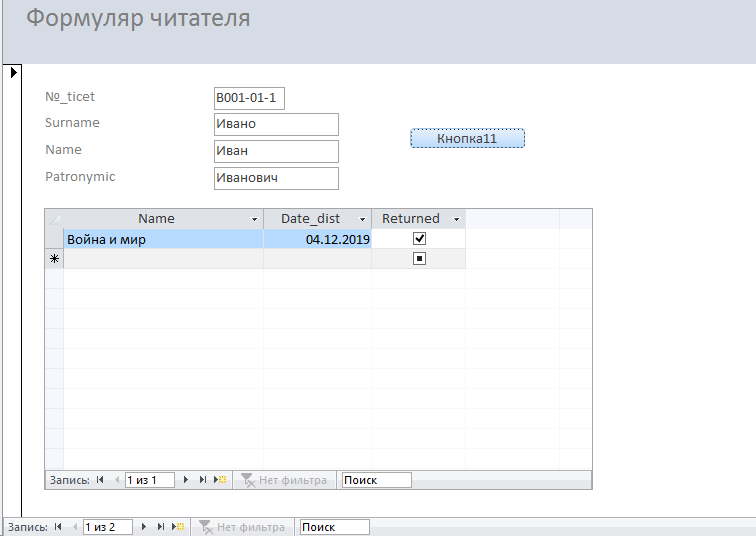 Формуляр читателя
№_ticet В001-01-1
Surname Ивано
Кнопка11
Name Иван
Patronymic Иванович
Name Date_dist Returned
Война и мир 04.12.2019
Запись: 1 из 1 Нет фильтра Поиск
Запись: 1 из 2 Нет фильтра Поиск